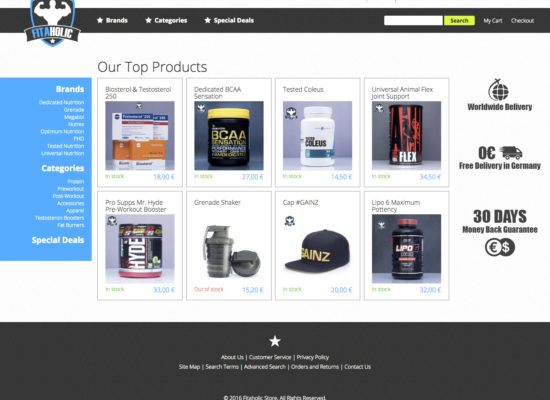 FITAHOLIC
Brands
Categories
Special Deals
Search
My Cart
Checkout
Our Top Products
Brands
Dedicated Nutrition
Grenade
Megabol
Nutrex
Optimum Nutrition
PHD
Tested Nutrition
Universal Nutrition
Categories
Protein
Preworkout
Post-Workout
Accessories
Apparel
Testosteron Boosters
Fat Burners
Special Deals
Biosterol & Testosterol
250
In stock
18,90 €
Dedicated BCAA
Sensation
BCAA
SENSATION
In stock
27,00 €
Tested Coleus
COLEUS
In stock
14,50 €
Universal Animal Flex
Joint Support
FLEX
In stock
34,50 €
Pro Supps Mr. Hyde
Pre-Workout Booster
HYDE
In stock
33,00 €
Grenade Shaker
Out of stock
15,20 €
Cap #GAINZ
GAINZ
In stock
20,00 €
Lipo 6 Maximum
Pottency
LIPO
In stock
32,00 €
Worldwide Delivery
0€
Free Delivery in Germany
30 DAYS
Money Back Guarantee
€$
About Us | Customer Service | Privacy Policy
Site Map | Search Terms | Advanced Search | Orders and Returns | Contact Us
© 2016 Fitaholic Store. All Rights Reserved.